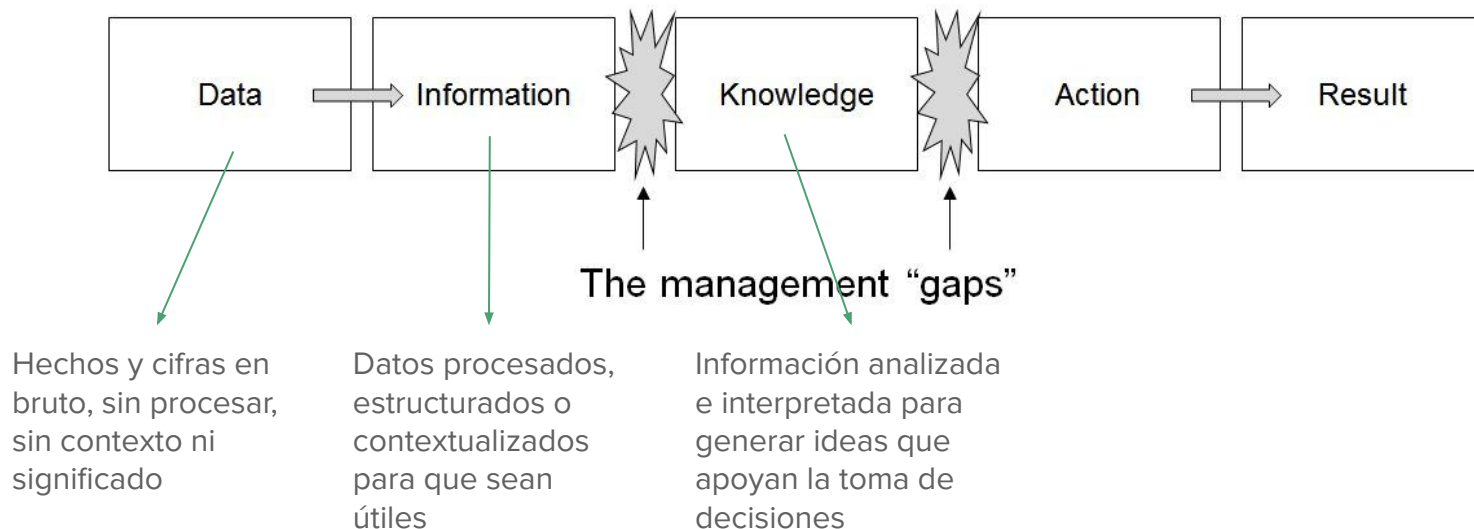 Data
Information
Knowledge
Action
Result
The management “gaps”
Hechos y cifras en
bruto, sin procesar,
sin contexto ni
significado
Datos procesados,
estructurados o
contextualizados
para que sean
útiles
Información analizada
e interpretada para
generar ideas que
apoyan la toma de
decisiones